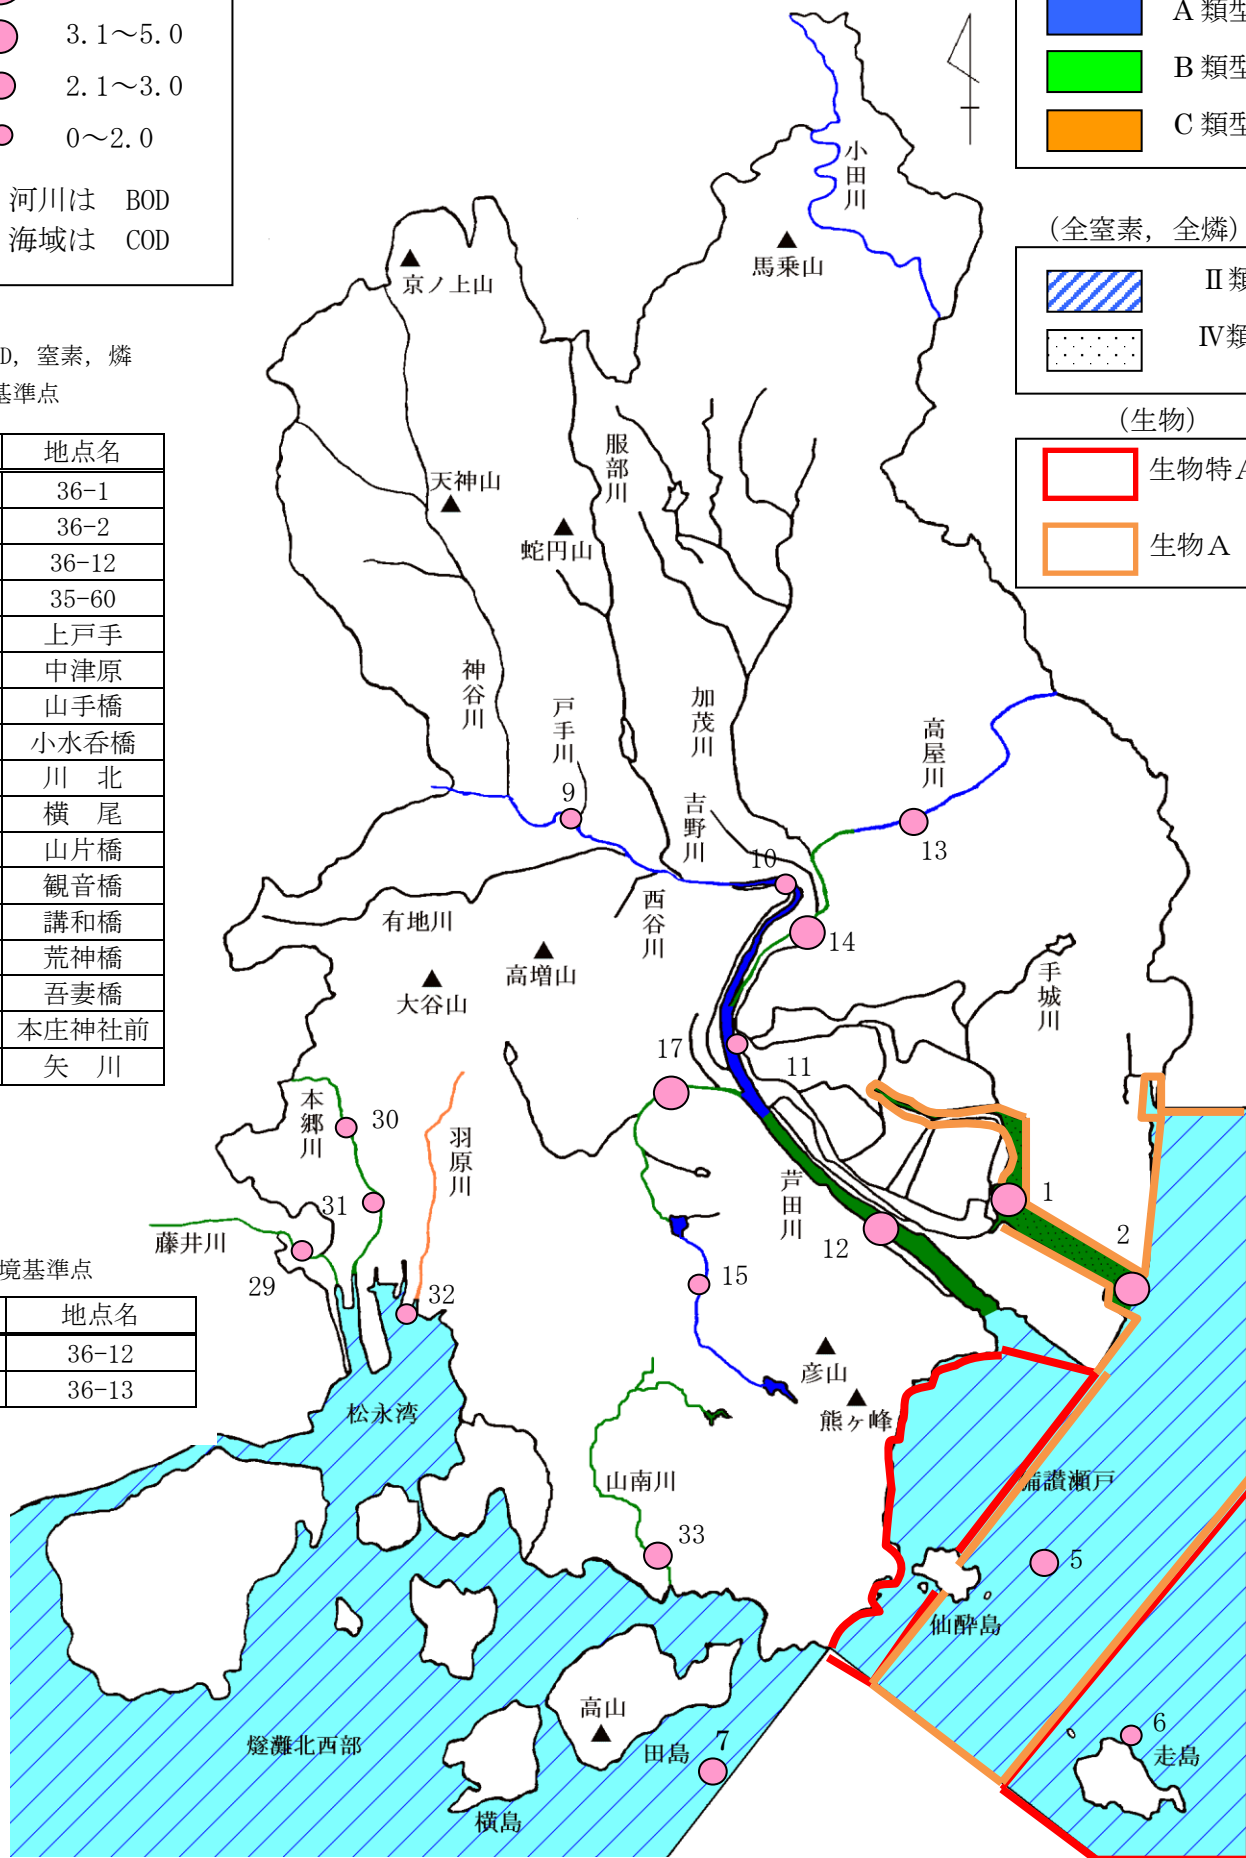 3.1～5.0
2.1～3.0
0～2.0
河川は BOD
海域は COD
A 類型
B 類型
C 類型
(全窒素, 全燐)
Ⅱ類
Ⅳ類
(生物)
生物特A
生物A
D, 窒素, 燐
基準点
地点名
36-1
36-2
36-12
35-60
上戸手
中津原
山手橋
小水呑橋
川 北
横 尾
山片橋
観音橋
講和橋
荒神橋
吾妻橋
本庄神社前
矢 川
境基準点
地点名
36-12
36-13
小田川
馬乗山
京ノ上山
服部川
天神山
蛇円山
神谷川
戸手川
加茂川
高屋川
9
吉野川
13
10
西谷川
有地川
14
高増山
大谷山
手城川
17
11
本郷川
30
羽原川
芦田川
1
31
2
藤井川
12
29
15
32
彦山
熊ヶ峰
松永湾
山南川
備讃瀬戸
33
5
仙酔島
高山
燧灘北西部
田島
7
6
走島
横島